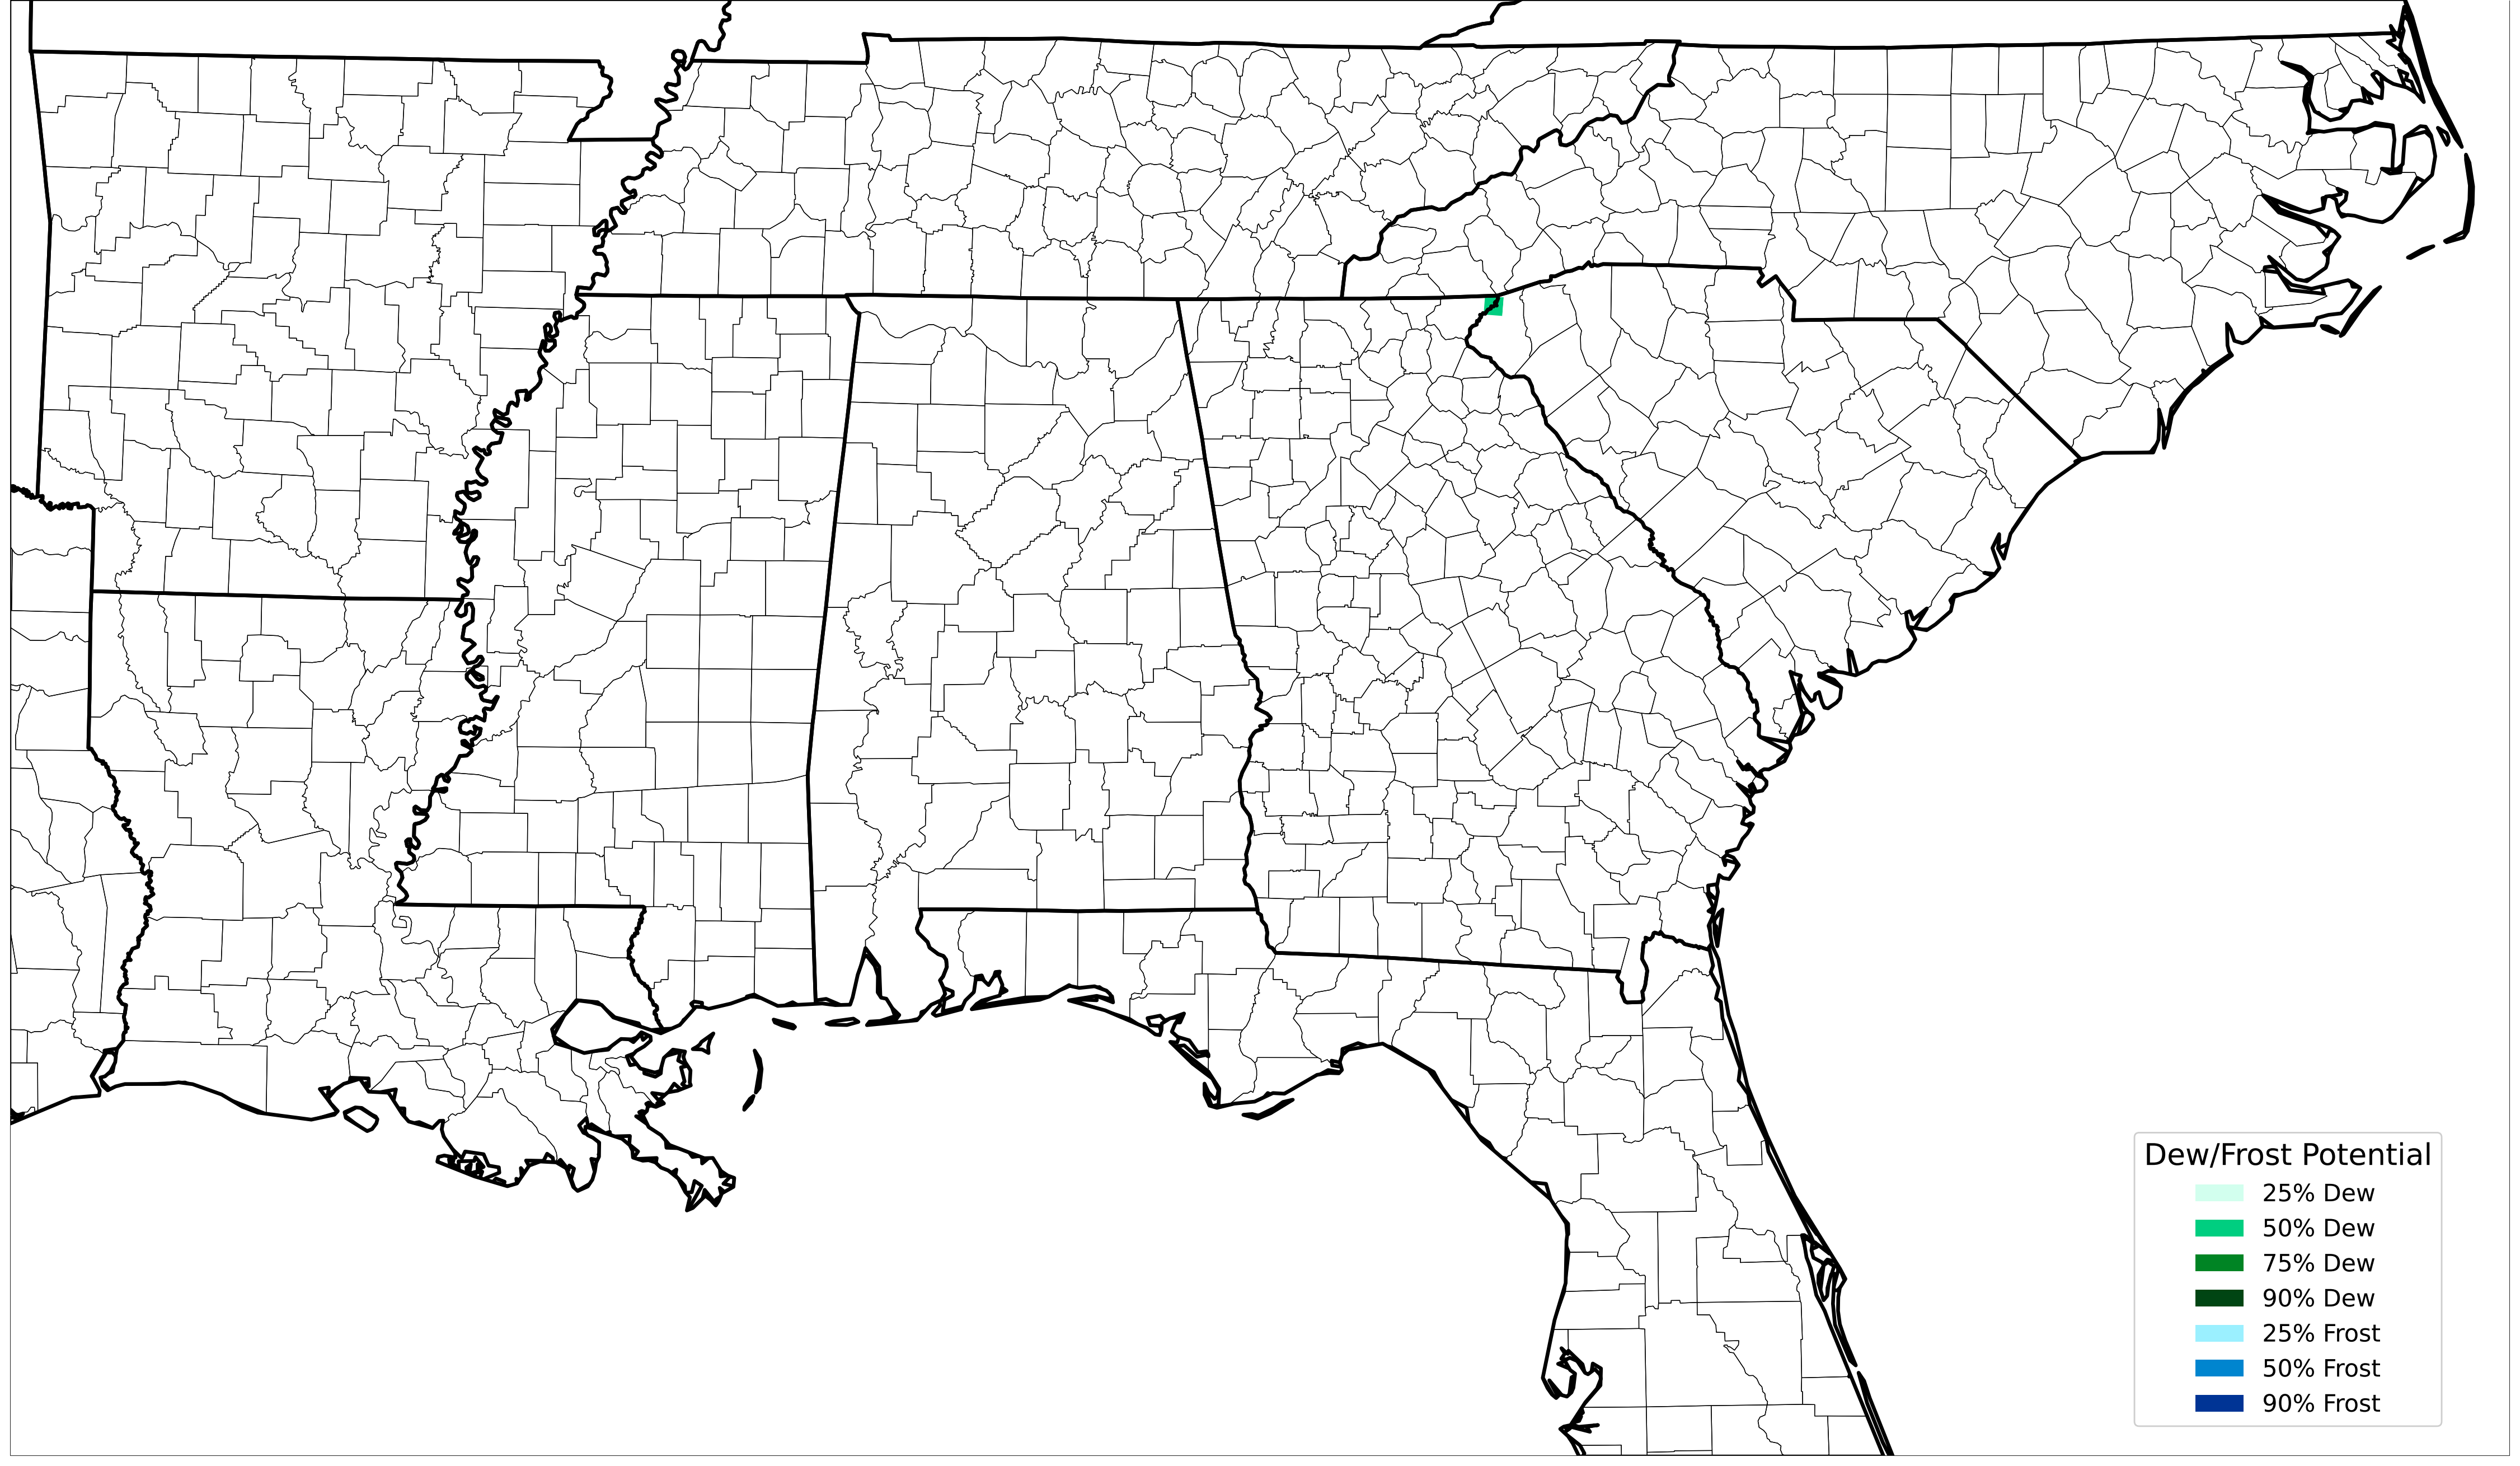 Dew/Frost Potential
25% Dew
50% Dew
75% Dew
90% Dew
25% Frost
50% Frost
90% Frost